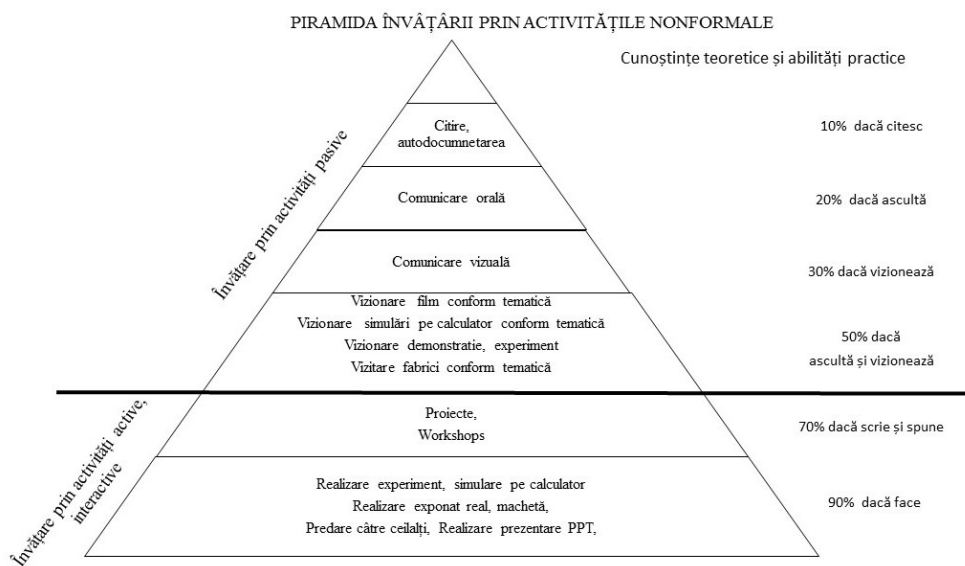 PIRAMIDA ÎNVÂȚÂRII PRIN ACTIVITĂȚILE NONFORMALE
Cunoștințe teoretice și abilități practice
Citire,
autodocumnetarea
10% dacă citesc
Comunicare orală
20% dacă ascultă
Comunicare vizuală
30% dacă vizionează
Învățare prin activități pasive
Vizionare film conform tematică
Vizionare simulări pe calculator conform tematică
Vizionare demonstratie, experiment
Vizitare fabrici conform tematică
50% dacă
ascultă și vizionează
Proiecte,
Workshops
70% dacă scrie și spune
Învățare prin activități active,
interactive
Realizare experiment, simulare pe calculator
Realizare exponat real, machetă,
Predare câtre ceilalți, Realizare prezentare PPT,
90% dacă face